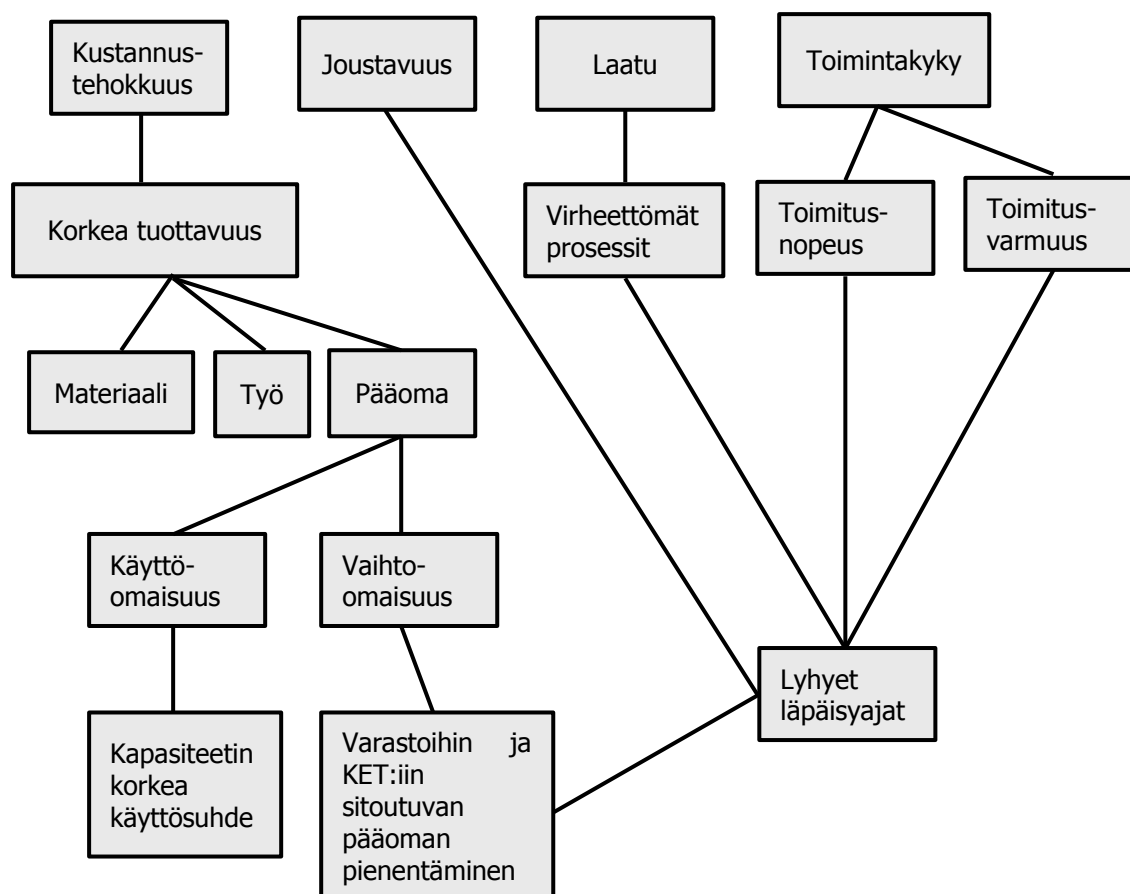 Kustannus-
tehokkuus
Joustavuus
Laatu
Toimintakyky
Korkea tuottavuus
Virheettömät
prosessit
Toimitus-
nopeus
Toimitus-
varmuus
Materiaali
Työ
Pääoma
Käyttö-
omaisuus
Vaihto-
omaisuus
Lyhyet
läpäisyajat
Kapasiteetin
korkea
käyttösuhde
Varastoihin ja
KET:iin
sitoutuvan
pääoman
pienentäminen